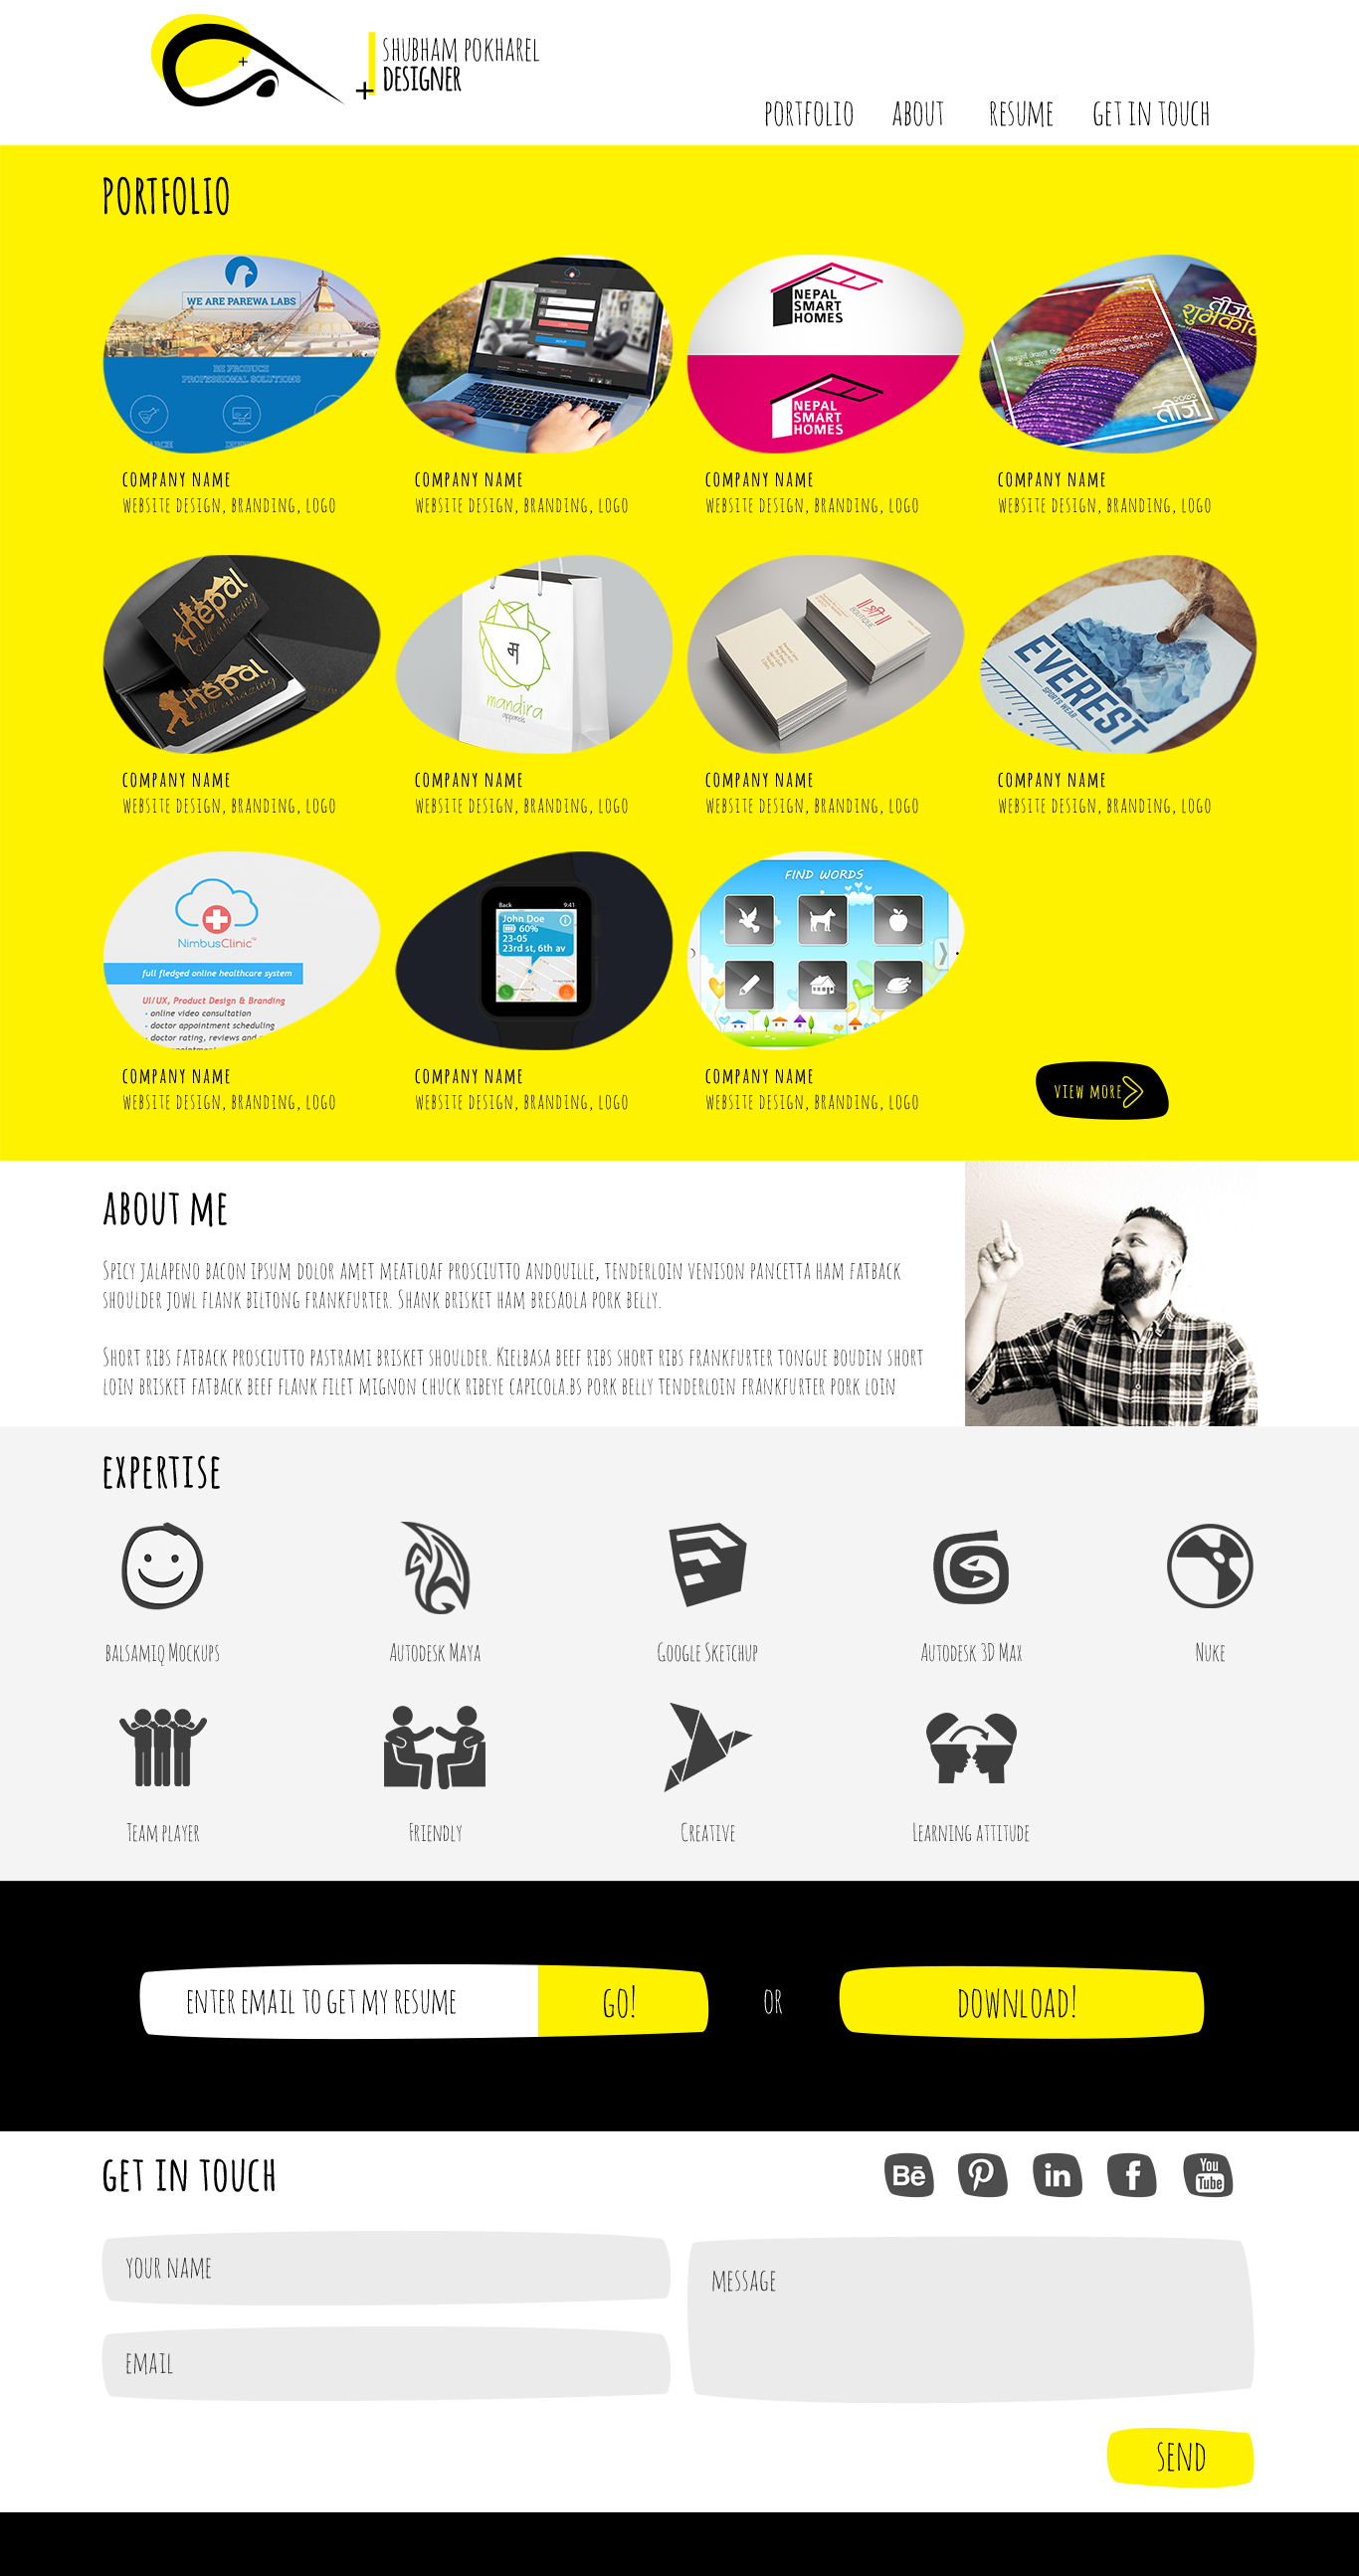 SHUBHAM POKHAREL
DESIGNER
PORTFOLIO ABOUT RESUME GET IN TOUCH
PORTFOLIO
WE ARE PAREWA LABS
BE PRODUCE
PROFESSIONAL SOLUTIONS
NEPAL
SMART
HOMES
NEPAL
SMART
HOMES
तीज
२०७२
तीज
COMPANY NAME
WEBSITE DESIGN, BRANDING, LOGO
COMPANY NAME
WEBSITE DESIGN, BRANDING, LOGO
COMPANY NAME
WEBSITE DESIGN, BRANDING, LOGO
COMPANY NAME
WEBSITE DESIGN, BRANDING, LOGO
nepal
still amazing
nepal
still amazing
म
mandira
apparels
॥श्री॥
BOUTIQUE
EVEREST
SPORTS WEAR
COMPANY NAME
WEBSITE DESIGN, BRANDING, LOGO
COMPANY NAME
WEBSITE DESIGN, BRANDING, LOGO
COMPANY NAME
WEBSITE DESIGN, BRANDING, LOGO
COMPANY NAME
WEBSITE DESIGN, BRANDING, LOGO
NimbusClinic™
full fledged online healthcare system
UI/UX, Product Design & Branding
• online video consultation
• doctor appointment scheduling
• doctor rating, reviews and
Back 9:41
John Doe
60%
23-05
23rd st, 6th av
FIND WORDS
COMPANY NAME
WEBSITE DESIGN, BRANDING, LOGO
COMPANY NAME
WEBSITE DESIGN, BRANDING, LOGO
COMPANY NAME
WEBSITE DESIGN, BRANDING, LOGO
VIEW MORE
ABOUT ME
SPICY JALAPENO BACON IPSUM DOLOR AMET MEATLOAF PROSCIUTTO ANDOUILLE, TENDERLOIN VENISON PANCETTA HAM FATBACK
SHOULDER JOWL FLANK BILTONG FRANKFURTER. SHANK BRISKET HAM BRESAOLA PORK BELLY.
SHORT RIBS FATBACK PROSCIUTTO PASTRAMI BRISKET SHOULDER. KIELBASA BEEF RIBS SHORT RIBS FRANKFURTER TONGUE BOUDIN SHORT
LOIN BRISKET FATBACK BEEF FLANK FILET MIGNON CHUCK RIBEYE CAPICOLA.BS PORK BELLY TENDERLOIN FRANKFURTER PORK LOIN
EXPERTISE
BALSAMIQ MOCKUPS
AUTODESK MAYA
GOOGLE SKETCHUP
AUTODESK 3D MAX
NUKE
TEAM PLAYER
FRIENDLY
CREATIVE
LEARNING ATTITUDE
ENTER EMAIL TO GET MY RESUME
GO!
OR
DOWNLOAD!
GET IN TOUCH
Bē
in
f
You
Tube
YOUR NAME
MESSAGE
EMAIL
SEND